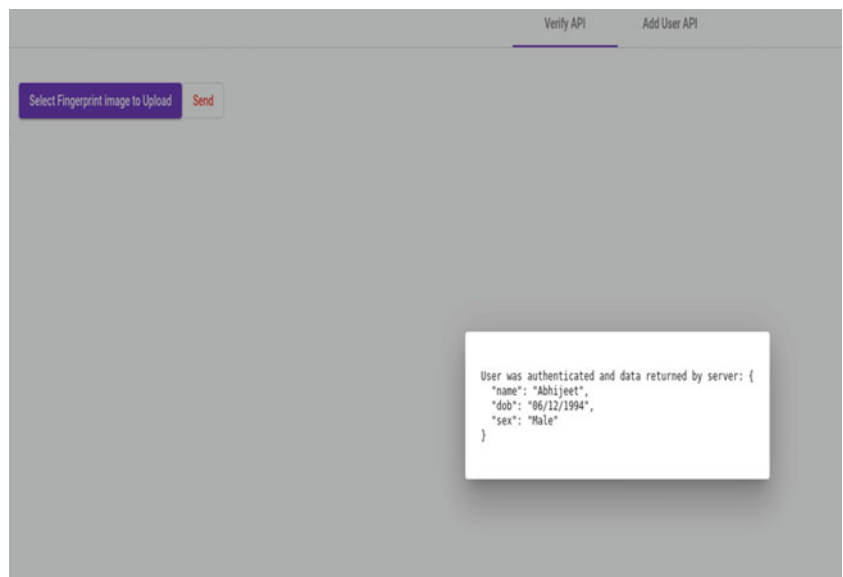 Verify API Add User API
Select Fingerprint image to Upload Send
User was authenticated and data returned by server: {
"name": "Abhijeet",
"dob": "06/12/1994",
"sex": "Male"
}